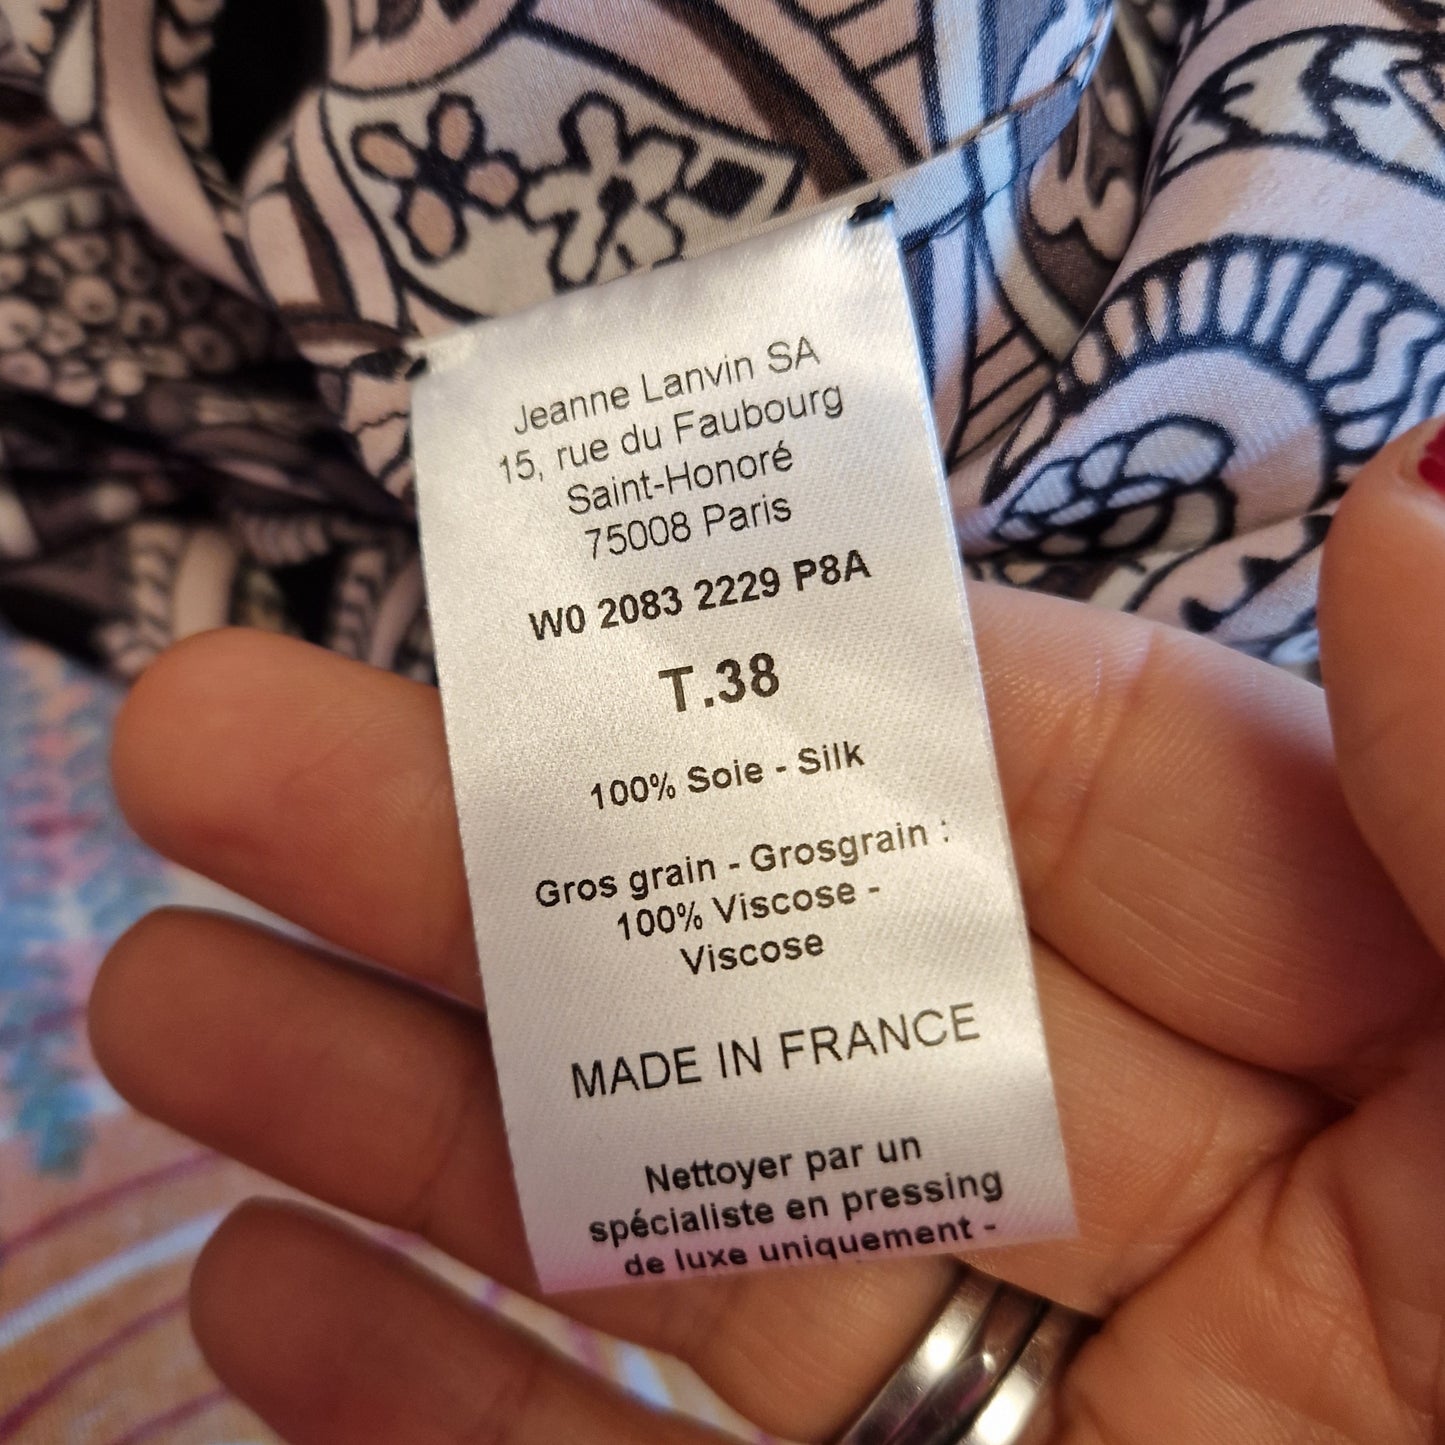 Jeanne Lanvin SA
15, rue du Faubourg
Saint-Honoré
75008 Paris
W0 2083 2229 P8A
T.38
100% Soie - Silk
Gros grain - Grosgrain :
100% Viscose -
Viscose
MADE IN FRANCE
Nettoyer par un
spécialiste en pressing
de luxe uniquement -